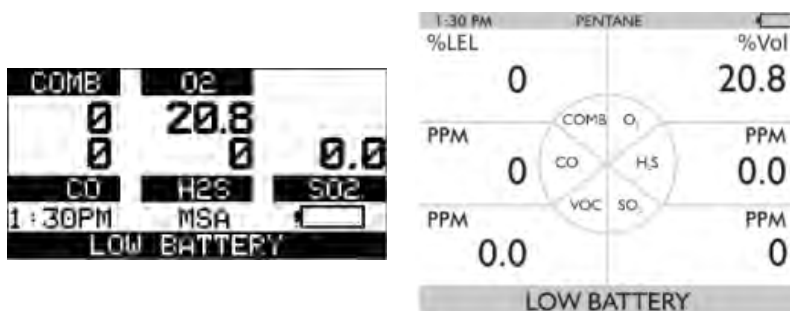 COMB O2
0 20.8
0 0 0.0
CO H2S SO2
1:30PM MSA
LOW BATTERY
1:30 PM PENTANE
%LEL %Vol
0 20.8
COMB O2
PPM PPM
0 CO H2S 0.0
VOC SO2
PPM PPM
0.0 0
LOW BATTERY